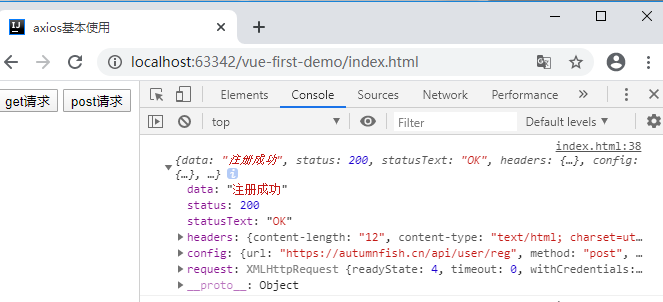 axios基本使用
localhost:63342/vue-first-demo/index.html
get请求 post请求
Elements Console Sources Network Performance
top Filter Default levels
index.html:38
{data: "注册成功", status: 200, statusText: "OK", headers: {…}, config:
{…}, …}
data: "注册成功"
status: 200
statusText: "OK"
headers: {content-length: "12", content-type: "text/html; charset=ut…
config: {url: "https://autumnfish.cn/api/user/reg", method: "post", …
request: XMLHttpRequest {readyState: 4, timeout: 0, withCredentials:…
__proto__: Object